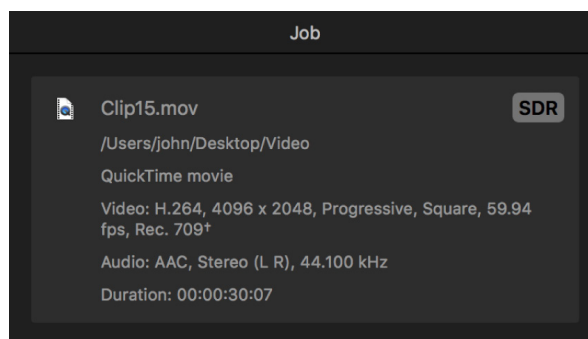 Job
Clip15.mov
SDR
/Users/john/Desktop/Video
QuickTime movie
Video: H.264, 4096 x 2048, Progressive, Square, 59.94
fps, Rec. 709†
Audio: AAC, Stereo (L R), 44.100 kHz
Duration: 00:00:30:07